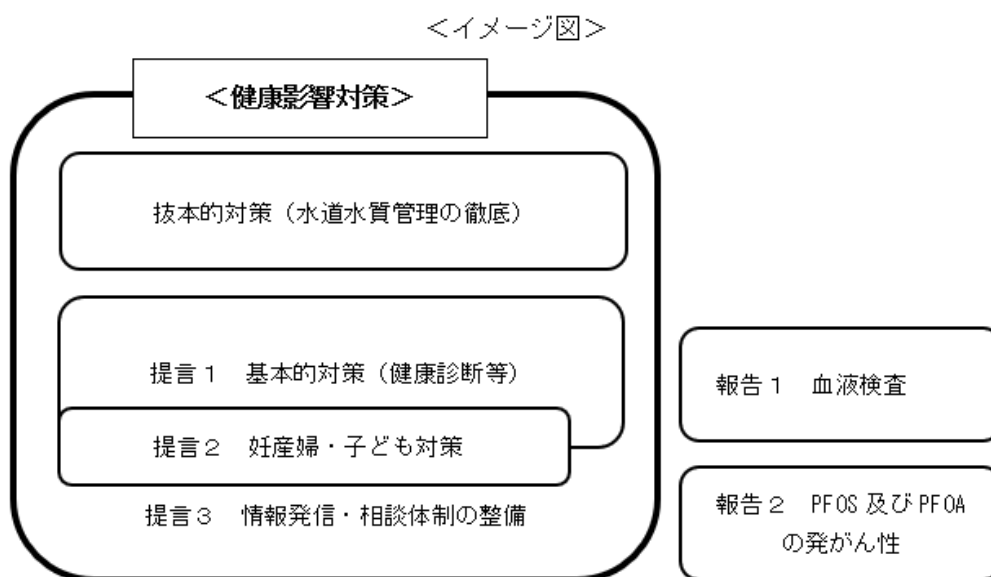 ＜イメージ図＞
＜健康影響対策＞
抜本的対策（水道水質管理の徹底）
提言１　基本的対策（健康診断等）
提言２　妊産婦・子ども対策
提言３　情報発信・相談体制の整備
報告１　血液検査
報告２　PFOS 及び PFOA
の発がん性